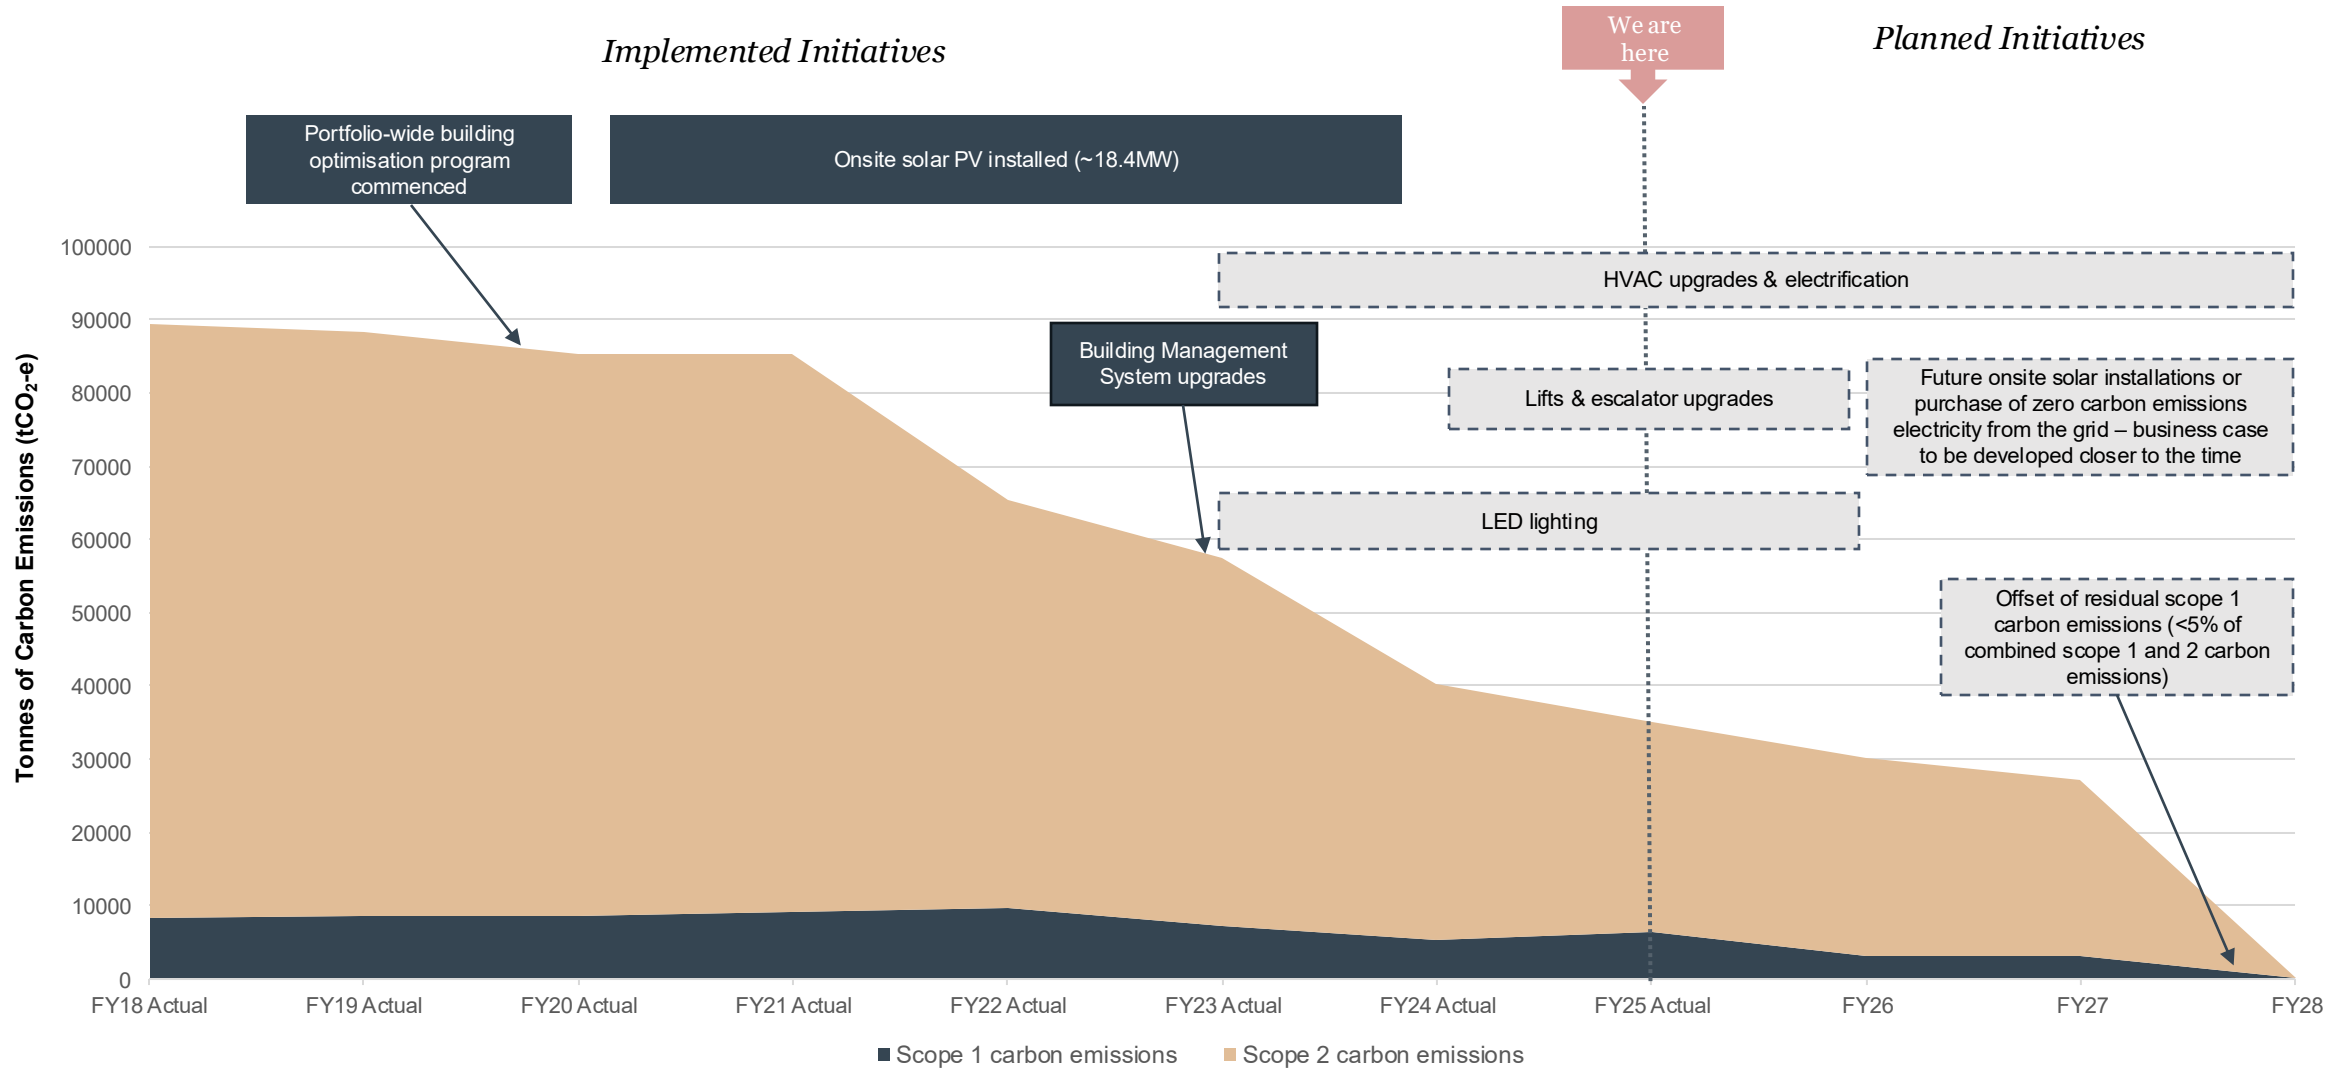 Implemented Initiatives
We are
here
Planned Initiatives
Portfolio-wide building
optimisation program
commenced
Onsite solar PV installed (~18.4MW)
HVAC upgrades & electrification
Building Management
System upgrades
Lifts & escalator upgrades
Future onsite solar installations or
purchase of zero carbon emissions
electricity from the grid – business case
to be developed closer to the time
LED lighting
Offset of residual scope 1
carbon emissions (<5% of
combined scope 1 and 2 carbon
emissions)
Tonnes of Carbon Emissions (tCO₂-e)
100000
90000
80000
70000
60000
50000
40000
30000
20000
10000
0
FY18 Actual FY19 Actual FY20 Actual FY21 Actual FY22 Actual FY23 Actual FY24 Actual FY25 Actual FY26 FY27 FY28
Scope 1 carbon emissions Scope 2 carbon emissions